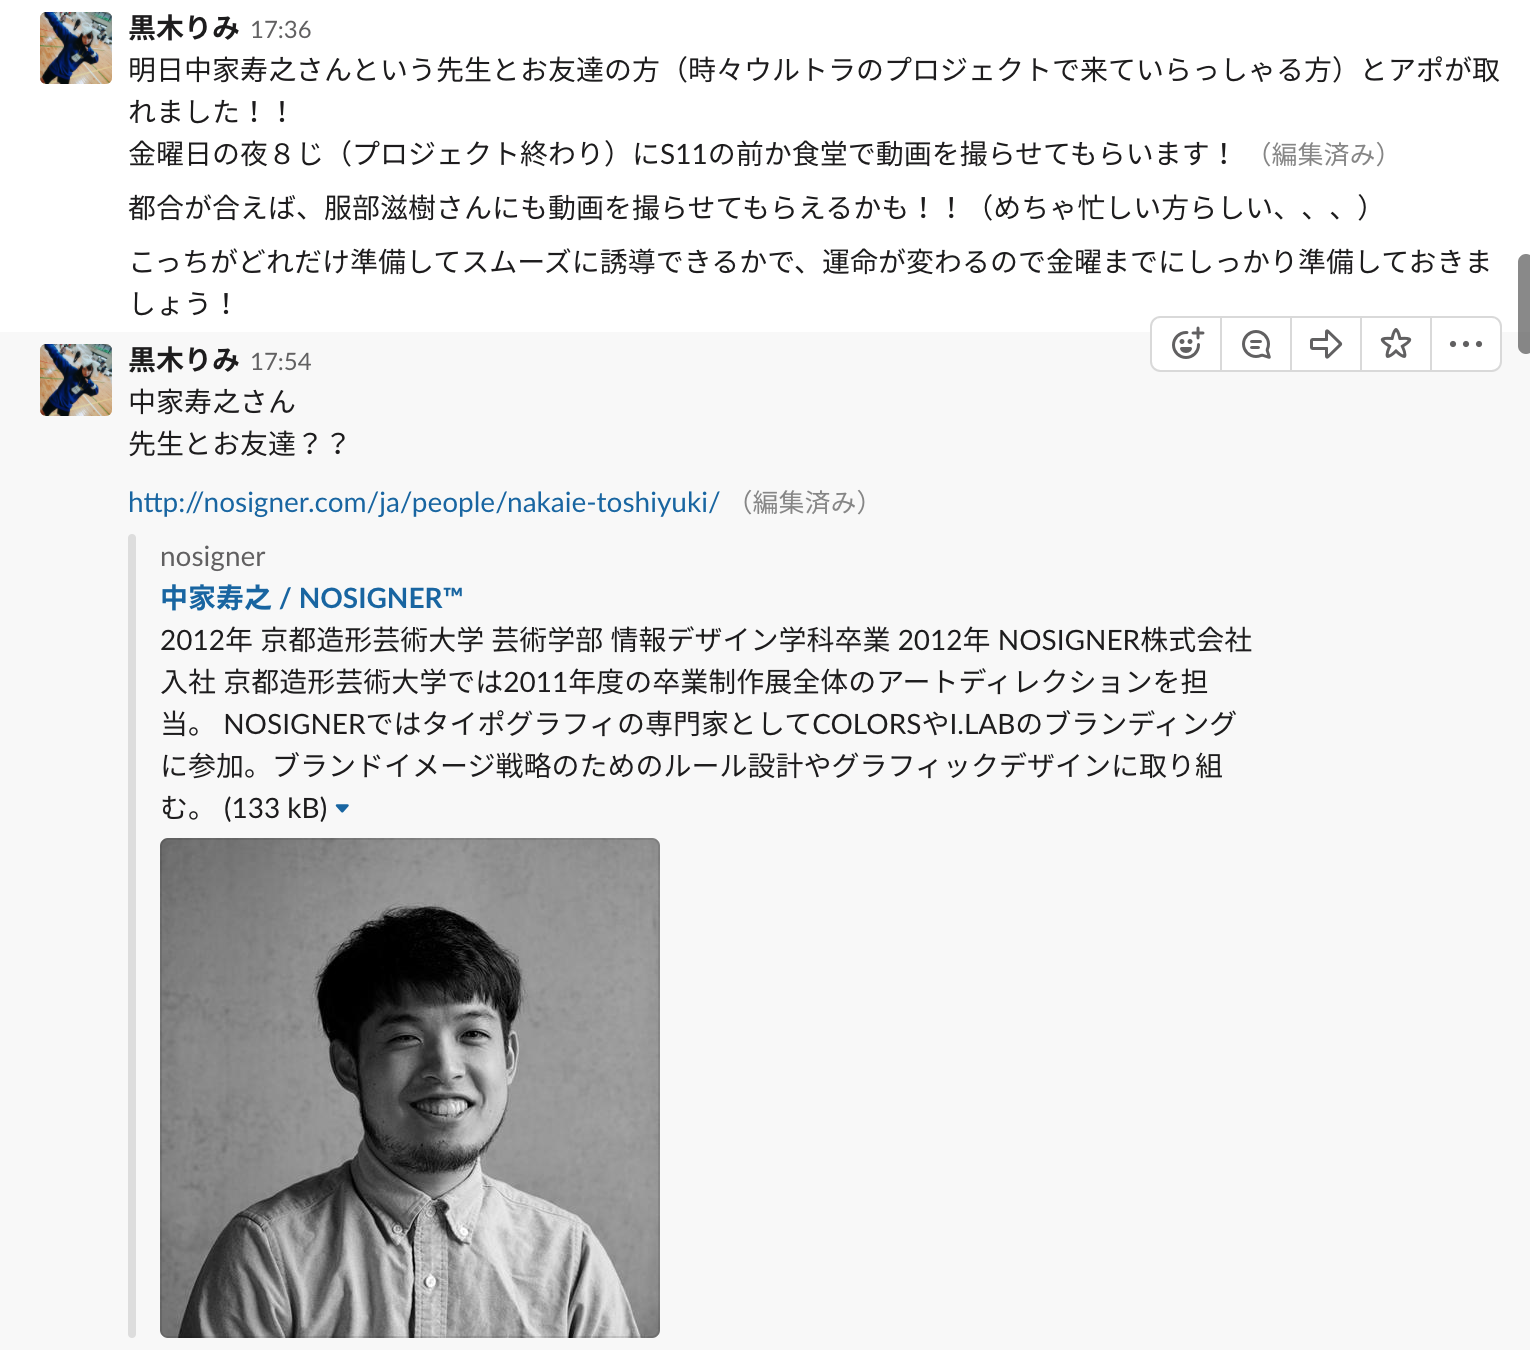 黒木りみ 17:36
明日中家寿之さんという先生とお友達の方（時々ウルトラのプロジェクトで来ていらっしゃる方）とアポが取
れました！！
金曜日の夜８じ（プロジェクト終わり）にS11の前か食堂で動画を撮らせてもらいます！ （編集済み）
都合が合えば、服部滋樹さんにも動画を撮らせてもらえるかも！！（めちゃ忙しい方らしい、、、）
こっちがどれだけ準備してスムーズに誘導できるかで、運命が変わるので金曜までにしっかり準備しておきま
しょう！
黒木りみ 17:54
中家寿之さん
先生とお友達？？
http://nosigner.com/ja/people/nakaie-toshiyuki/ （編集済み）
nosigner
中家寿之 / NOSIGNER™
2012年 京都造形芸術大学 芸術学部 情報デザイン学科卒業 2012年 NOSIGNER株式会社
入社 京都造形芸術大学では2011年度の卒業制作展全体のアートディレクションを担
当。 NOSIGNERではタイポグラフィの専門家としてCOLORSやI.LABのブランディング
に参加。ブランドイメージ戦略のためのルール設計やグラフィックデザインに取り組
む。 (133 kB)